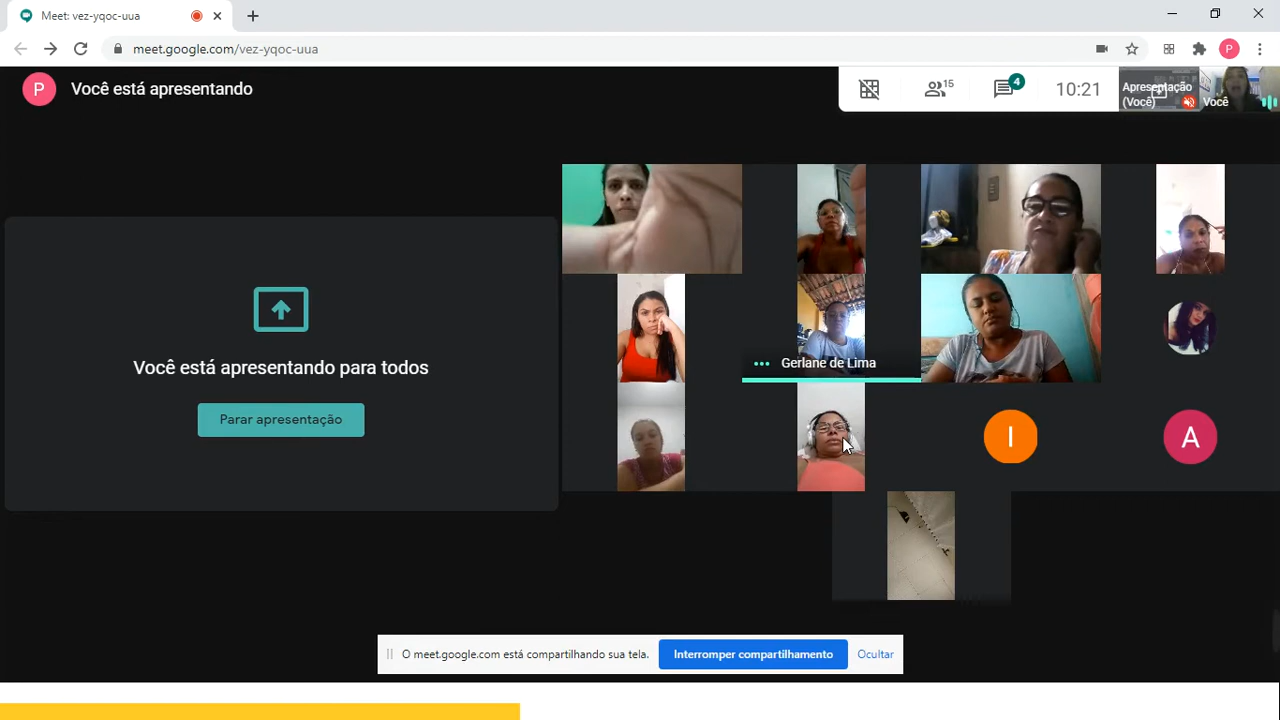 Meet: vez-yqoc-uua
meet.google.com/vez-yqoc-uua
P
P
Você está apresentando
15
4
10:21
Apresentação
(Você)
Você
Você está apresentando para todos
Parar apresentação
Gerlane de Lima
I
A
O meet.google.com está compartilhando sua tela.
Interromper compartilhamento
Ocultar